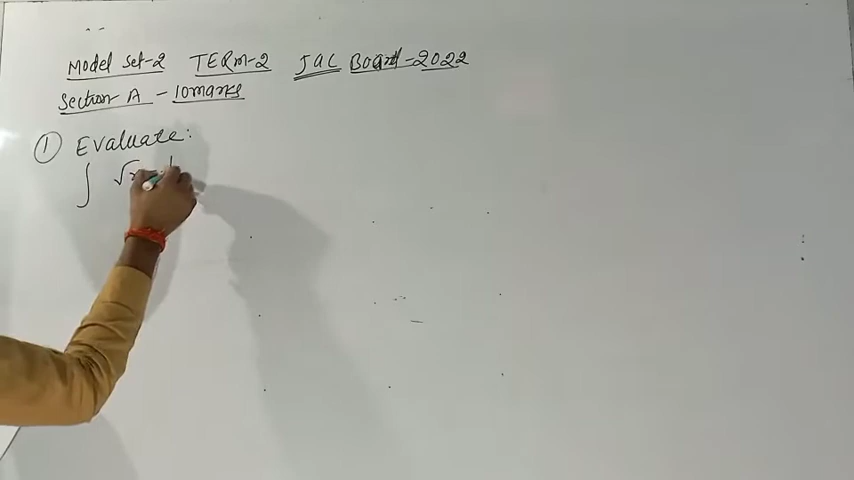 Model Set-2 TERM-2 JAC Board-2022
Section A - 10marks
① Evaluate:
∫ √x